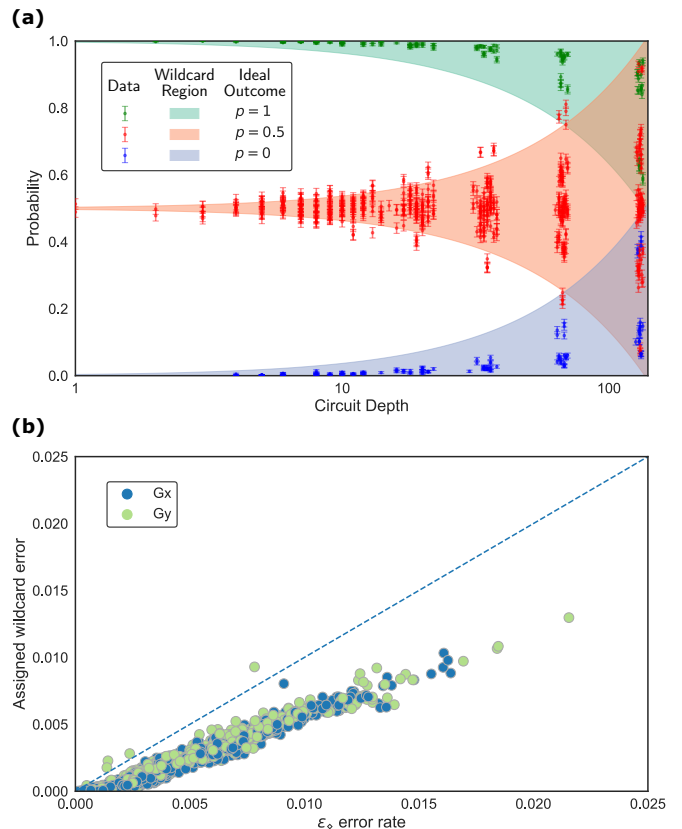 (a)
1.0
0.8
0.6
0.4
0.2
0.0
Probability
Data Wildcard Region Ideal Outcome
p = 1
p = 0.5
p = 0
1 10 100
Circuit Depth
(b)
0.025
0.020
0.015
0.010
0.005
0.000
Assigned wildcard error
Gx
Gy
0.000 0.005 0.010 0.015 0.020 0.025
ε⋄ error rate